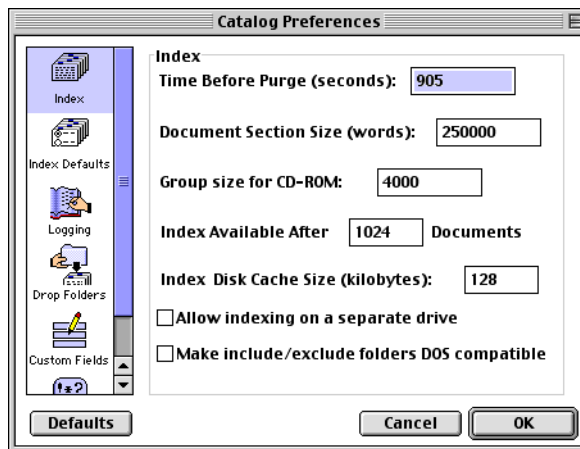 Catalog Preferences
Index
Index Defaults
Logging
Drop Folders
Custom Fields
Index
Time Before Purge (seconds): 905
Document Section Size (words): 250000
Group size for CD-ROM: 4000
Index Available After 1024 Documents
Index Disk Cache Size (kilobytes): 128
Allow indexing on a separate drive
Make include/exclude folders DOS compatible
Defaults
Cancel
OK